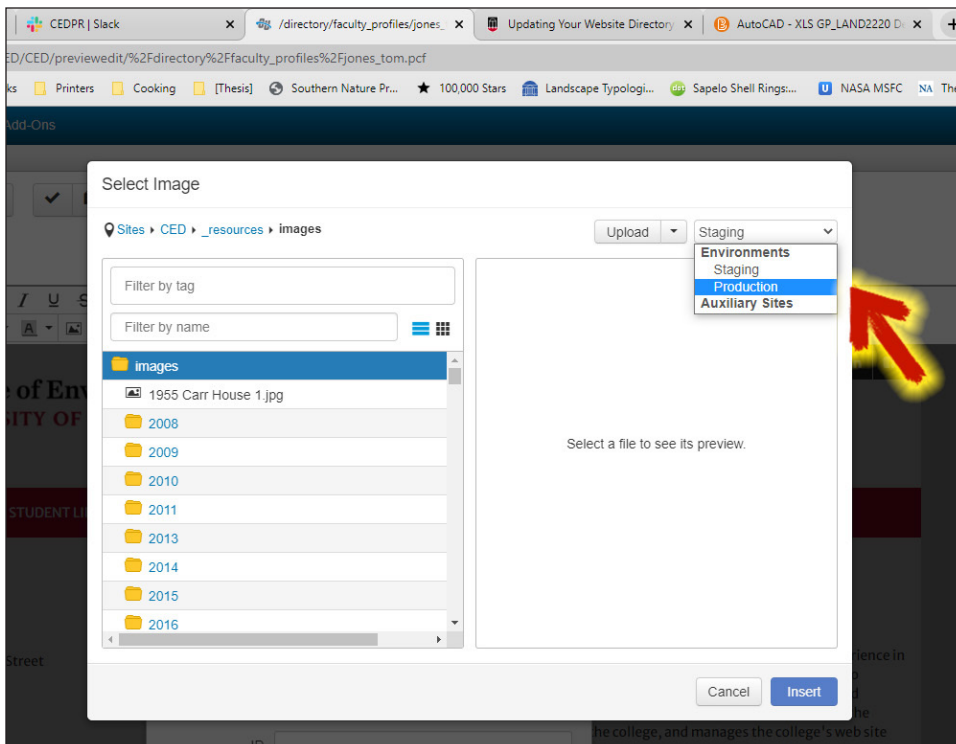 CEDPR | Slack
/directory/faculty_profiles/jones_
Updating Your Website Directory
AutoCAD - XLS GP_LAND2220 D
ED/CED/previewedit/%2Fdirectory%2Ffaculty_profiles%2Fjones_tom.pcf
ks Printers Cooking [Thesis] Southern Nature Pr... 100,000 Stars Landscape Typologi... Sapelo Shell Rings:... NASA MSFC NA The
Add-Ons
Select Image
Sites CED _resources images
Upload
Staging
Environments
Staging
Production
Auxiliary Sites
Filter by tag
Filter by name
images
1955 Carr House 1.jpg
2008
2009
2010
2011
2013
2014
2015
2016
Select a file to see its preview.
I U S
A
of Env
SITY OF
STUDENT LI
Street
rience in
he
Cancel
Insert
the college, and manages the college's web site
ID